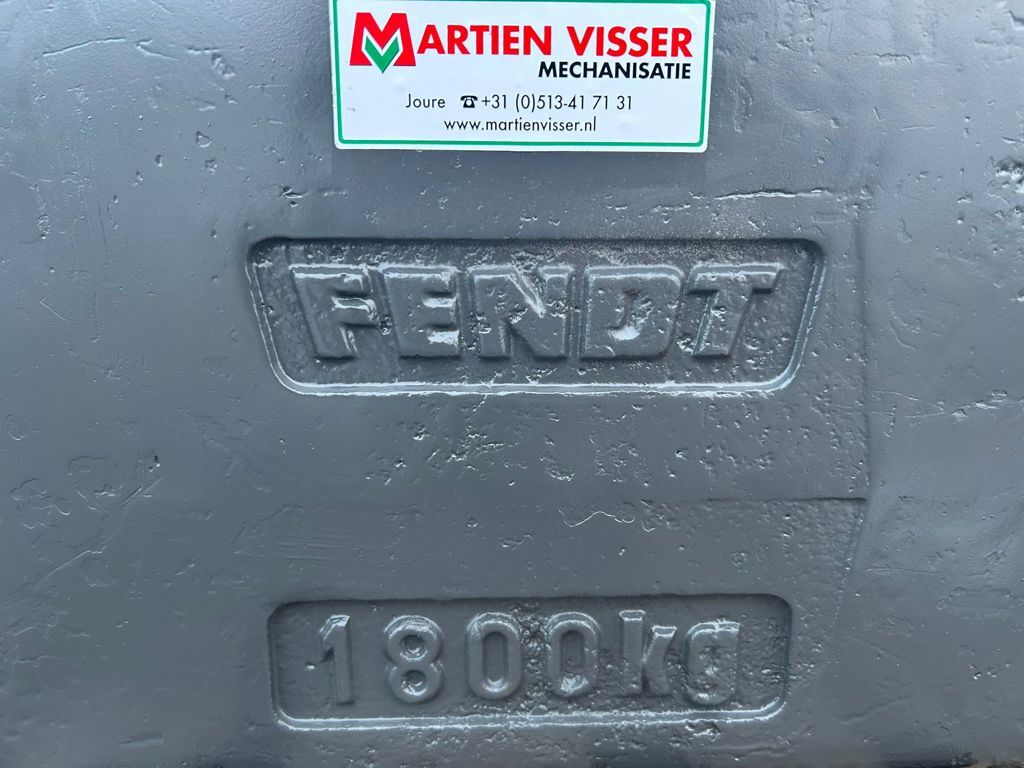 MARTIEN VISSER
MECHANISATIE
Joure ☎ +31 (0)513-41 71 31
www.martienvisser.nl
FENDT
1800kg